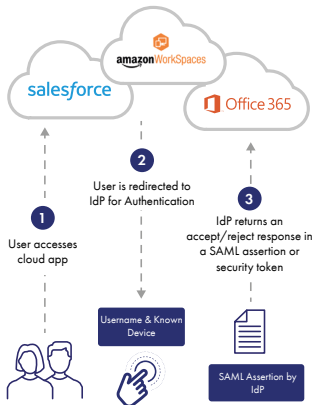 amazon WorkSpaces
salesforce
Office 365
2
User is redirected to
IdP for Authentication
1
User accesses
cloud app
3
IdP returns an
accept/reject response in
a SAML assertion or
security token
Username & Known
Device
SAML Assertion by
IdP